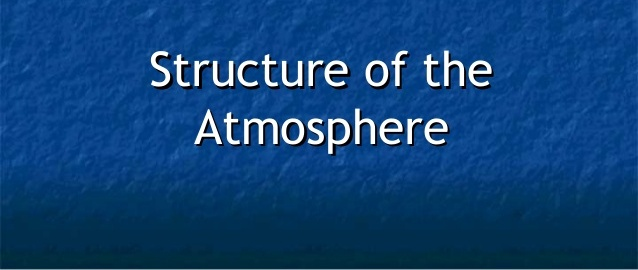 Structure of the
Atmosphere